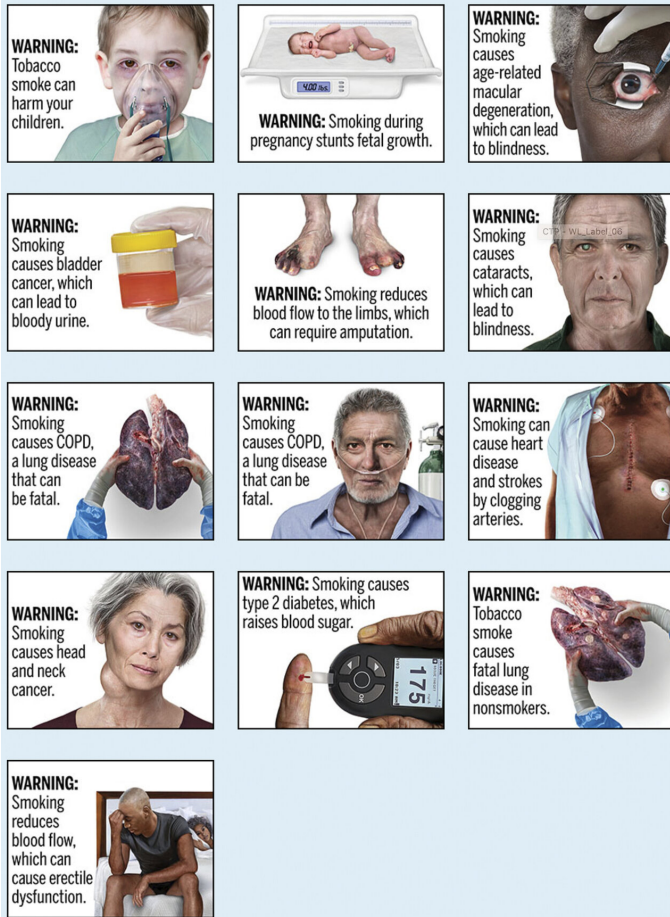 WARNING:
Tobacco
smoke can
harm your
children.
4.00 lbs.
WARNING: Smoking during
pregnancy stunts fetal growth.
WARNING:
Smoking
causes
age-related
macular
degeneration,
which can lead
to blindness.
WARNING:
Smoking
causes bladder
cancer, which
can lead to
bloody urine.
WARNING: Smoking reduces
blood flow to the limbs, which
can require amputation.
WARNING:
CTP - WL_Label_06
Smoking
causes
cataracts,
which can
lead to
blindness.
WARNING:
Smoking
causes COPD,
a lung disease
that can
be fatal.
WARNING:
Smoking
causes COPD,
a lung disease
that can be
fatal.
WARNING:
Smoking can
cause heart
disease
and strokes
by clogging
arteries.
WARNING:
Smoking
causes head
and neck
cancer.
WARNING: Smoking causes
type 2 diabetes, which
raises blood sugar.
175
OK
WARNING:
Tobacco
smoke
causes
fatal lung
disease in
nonsmokers.
WARNING:
Smoking
reduces
blood flow,
which can
cause erectile
dysfunction.